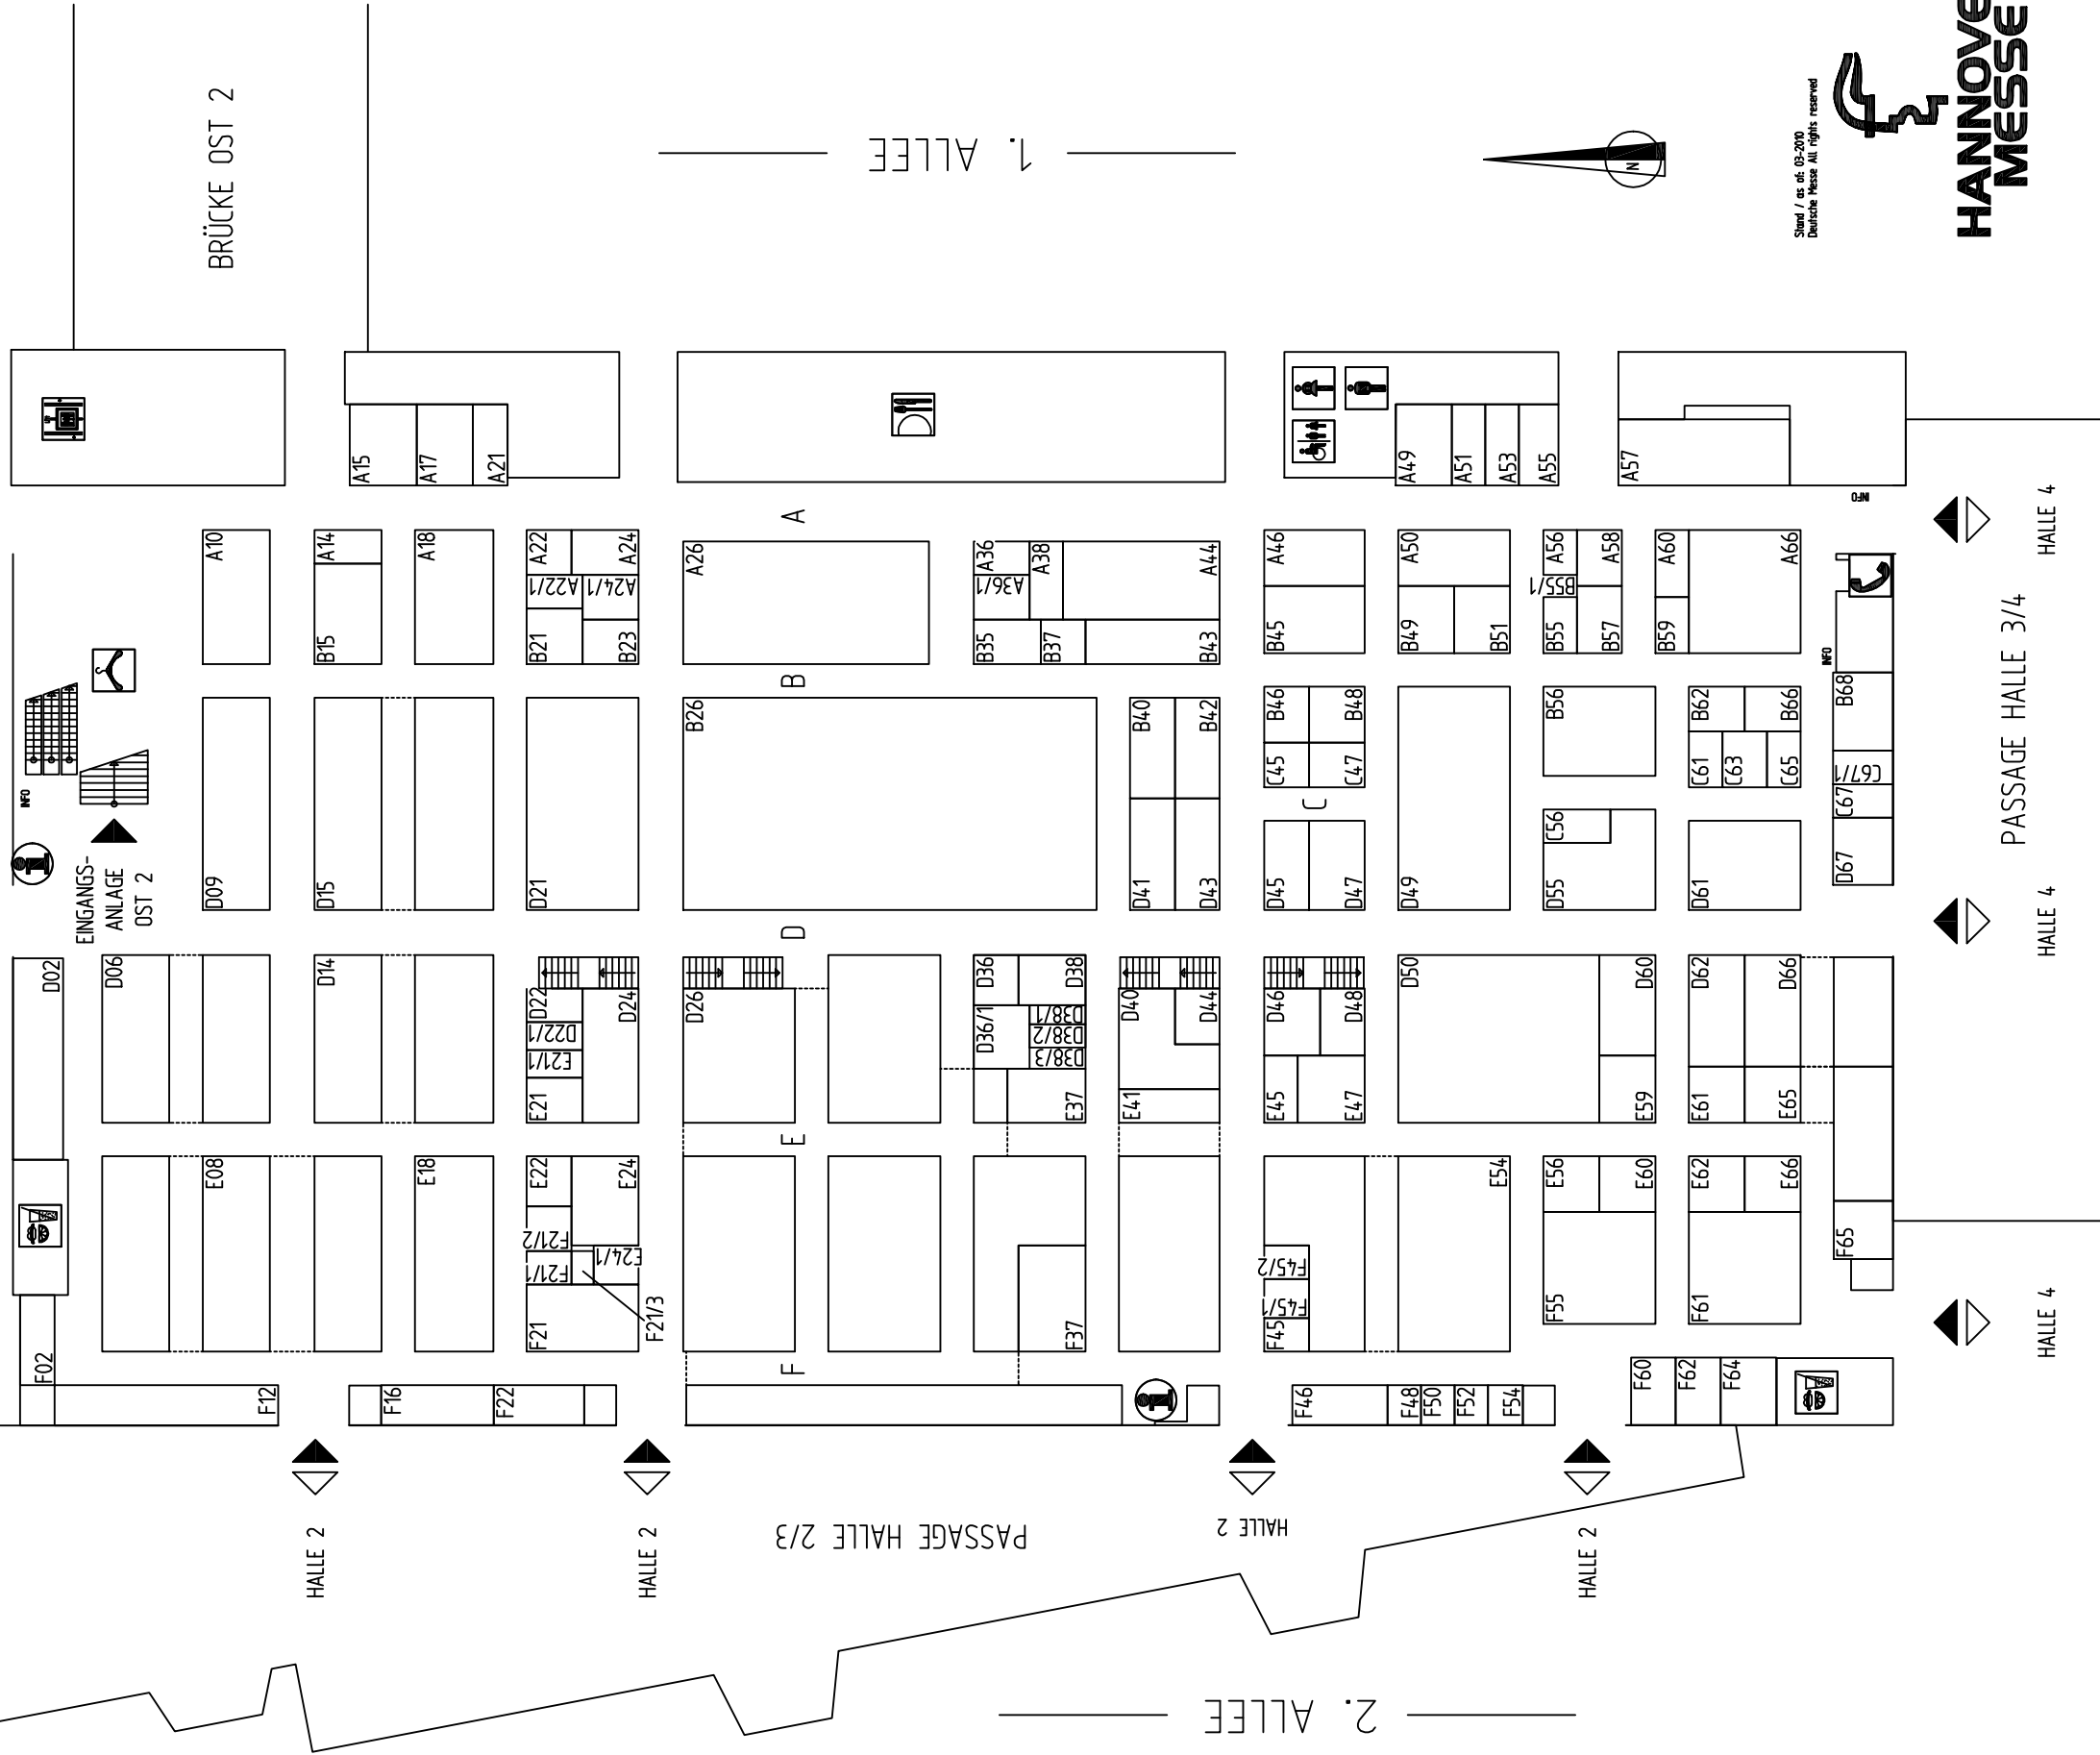 BRÜCKE OST 2
1. ALLEE
N
Stand / as of: 03-2010
Deutsche Messe All rights reserved
HANNOVE
MESSE
A15
A17
A21
A49
A51
A53
A55
A57
INFO
HALLE 4
A
A10
A14
A18
A22
A24
A22/1
A24/1
A26
A36
A38
A36/1
A44
A46
A50
A56
A58
B55/1
A60
A66
B15
B21
B23
B35
B37
B43
B45
B49
B51
B55
B57
B59
INFO
PASSAGE HALLE 3/4
B
B26
B40
B42
B46
B48
B56
B62
B66
B68
C45
C47
C61
C63
C65
C67/1
C67
C
C56
INFO
EINGANGS-
ANLAGE
OST 2
D09
D15
D21
D41
D43
D45
D47
D49
D55
D61
D67
HALLE 4
D
D02
D06
D14
D22
D24
D22/1
E21/1
D26
D36
D38
D36/1
D38/1
D38/2
D38/3
D40
D44
D46
D48
D50
D60
D62
D66
E21
E37
E41
E45
E47
E59
E61
E65
E
E08
E18
E22
E24
F21/2
F21/1
E24/1
F21/3
E54
E56
E60
E62
E66
F65
F45/2
F45/1
F21
F37
F45
F55
F61
HALLE 4
F
F02
F12
F16
F22
F46
F48
F50
F52
F54
F60
F62
F64
HALLE 2
HALLE 2
PASSAGE HALLE 2/3
HALLE 2
HALLE 2
2. ALLEE